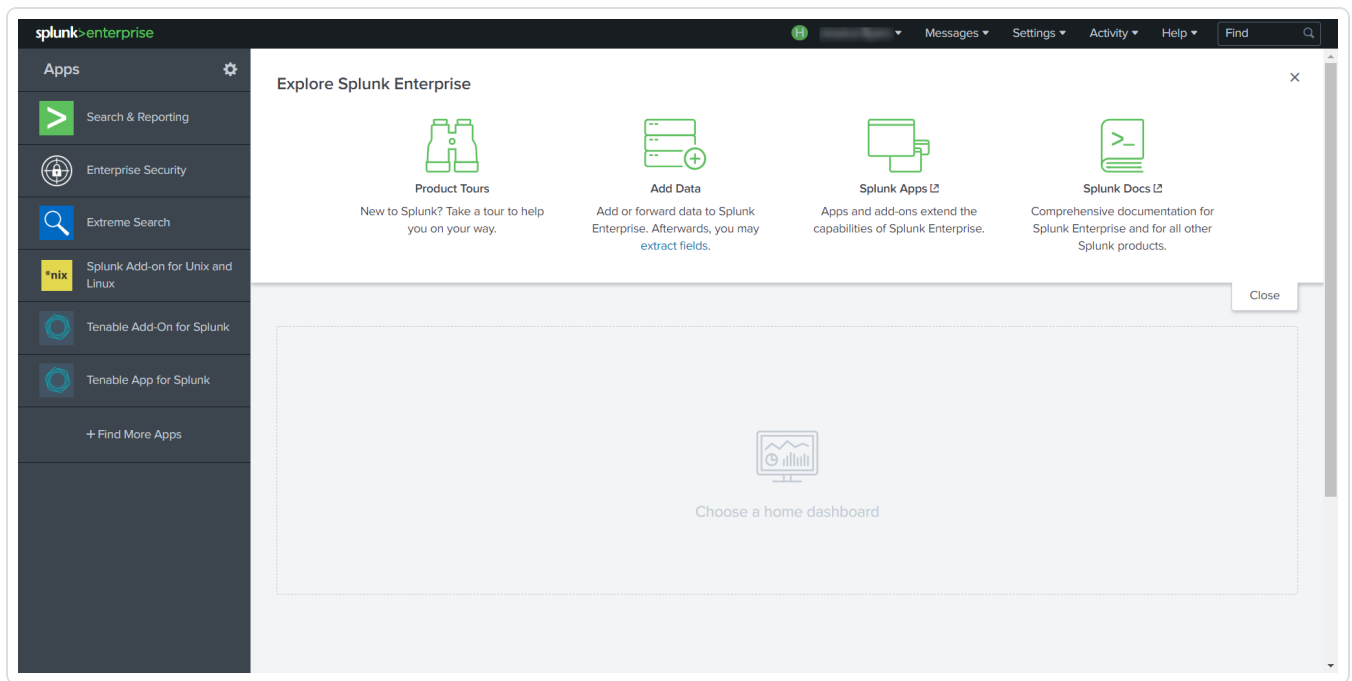 splunk>enterprise
H
Messages
Settings
Activity
Help
Find
Apps
Search & Reporting
Enterprise Security
Extreme Search
*nix
Splunk Add-on for Unix and
Linux
Tenable Add-On for Splunk
Tenable App for Splunk
+ Find More Apps
Explore Splunk Enterprise
Product Tours
New to Splunk? Take a tour to help
you on your way.
Add Data
Add or forward data to Splunk
Enterprise. Afterwards, you may
extract fields.
Splunk Apps
Apps and add-ons extend the
capabilities of Splunk Enterprise.
>_
Splunk Docs
Comprehensive documentation for
Splunk Enterprise and for all other
Splunk products.
Close
Choose a home dashboard